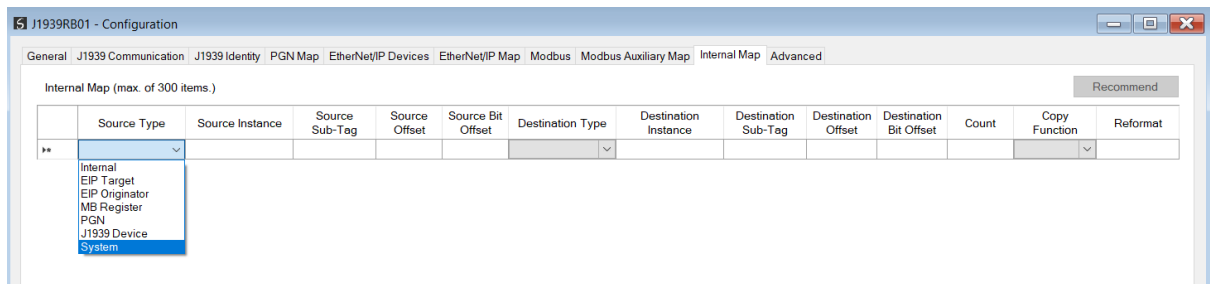 J1939RB01 - Configuration
General J1939 Communication J1939 Identity PGN Map EtherNet/IP Devices EtherNet/IP Map Modbus Modbus Auxiliary Map Internal Map Advanced
Internal Map (max. of 300 items.) Recommend
Source Type Source Instance Source Sub-Tag Source Offset Source Bit Offset Destination Type Destination Instance Destination Sub-Tag Destination Offset Destination Bit Offset Count Copy Function Reformat
Internal
EIP Target
EIP Originator
MB Register
PGN
J1939 Device
System